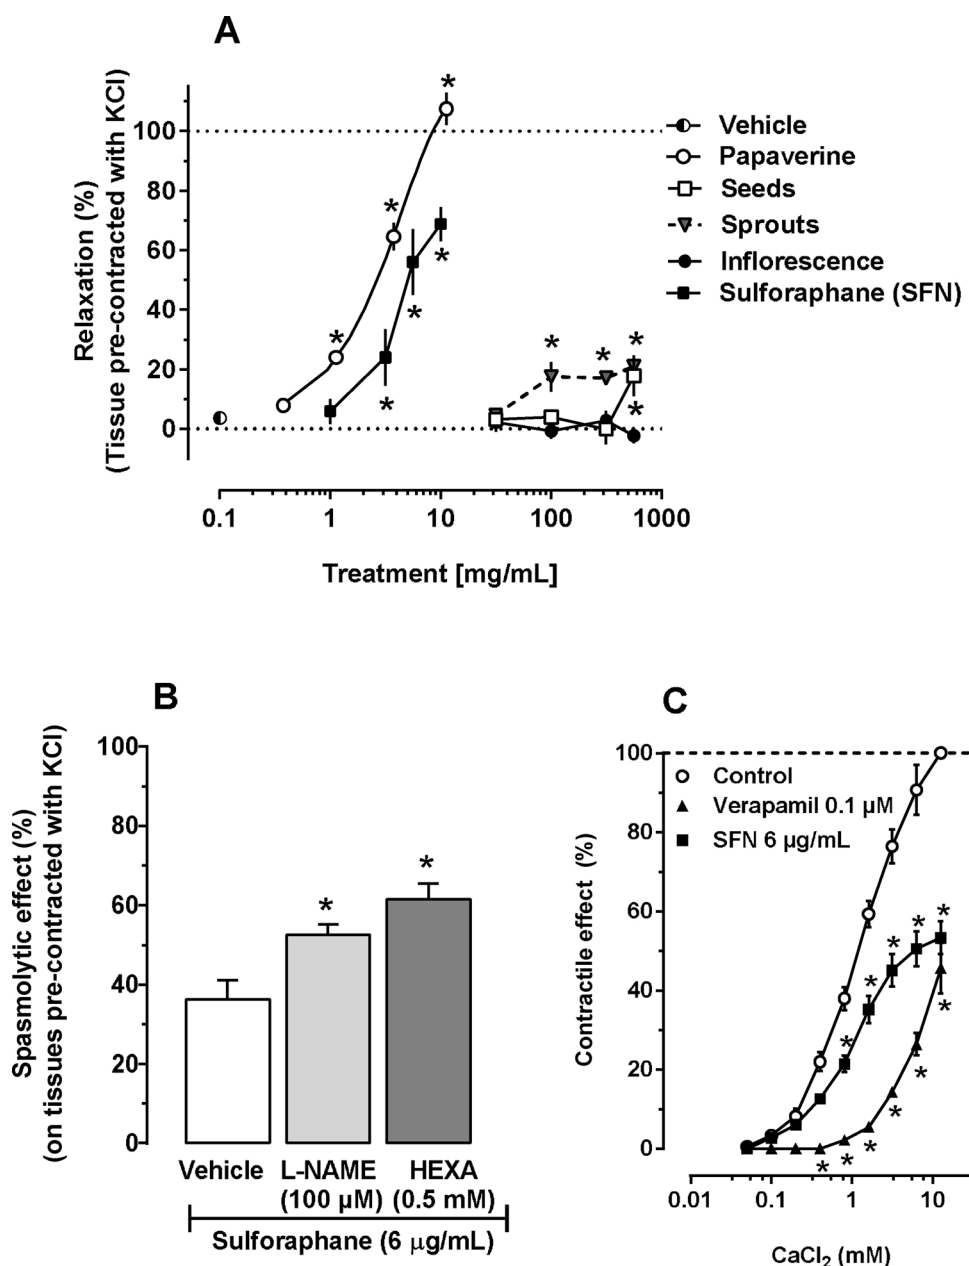 A
Relaxation (%)
(Tissue pre-contracted with KCl)
100
80
60
40
20
0
* * * * * * * * * *
0.1 1 10 100 1000
Treatment [mg/mL]
Vehicle
Papaverine
Seeds
Sprouts
Inflorescence
Sulforaphane (SFN)
B
Spasmolytic effect (%)
(on tissues pre-contracted with KCl)
100
80
60
40
20
0
* *
Vehicle L-NAME HEXA
(100 µM) (0.5 mM)
Sulforaphane (6 µg/mL)
C
Contractile effect (%)
100
80
60
40
20
0
Control
Verapamil 0.1 µM
SFN 6 µg/mL
* * * * * * * * * * *
0.01 0.1 1 10
CaCl₂ (mM)